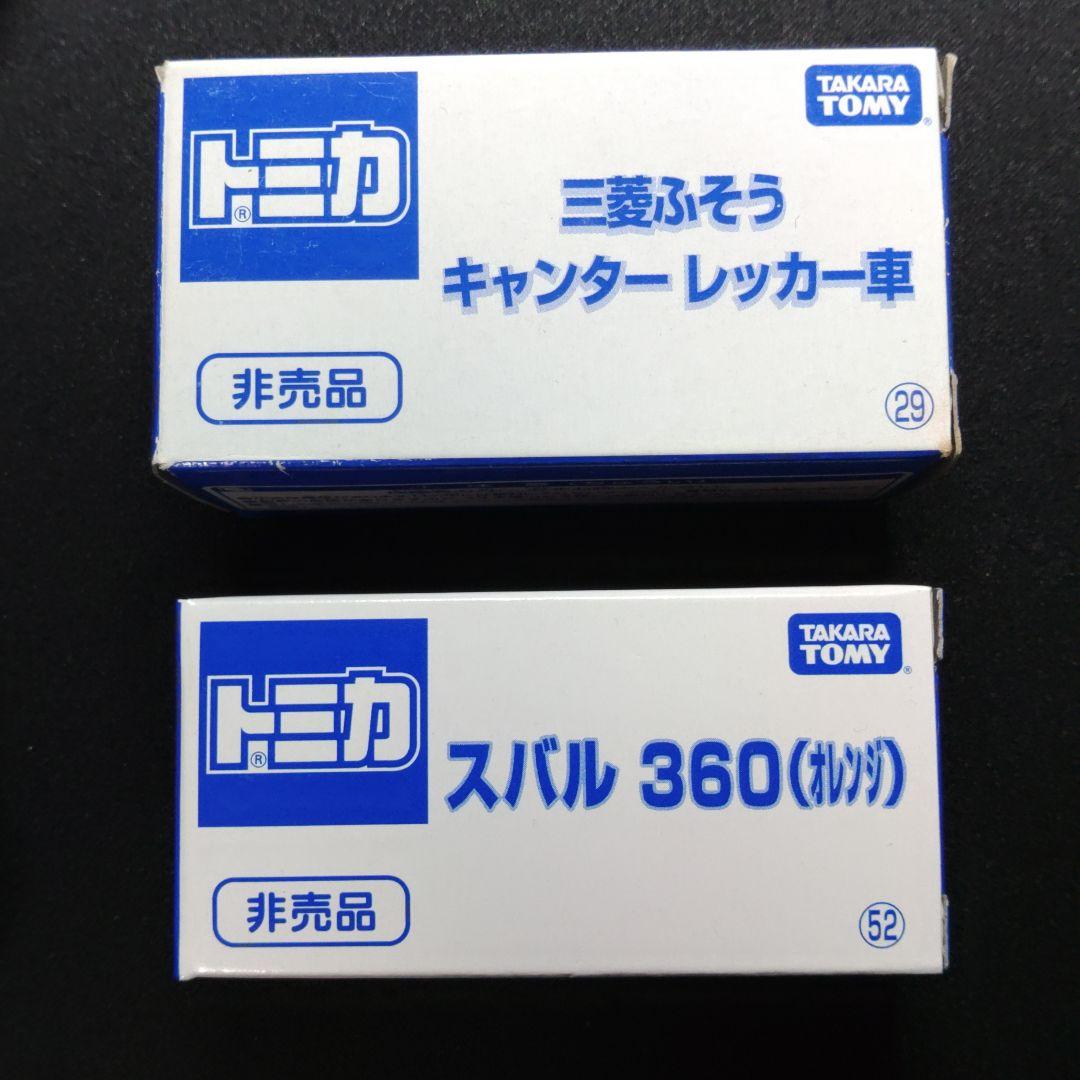 トミカ®
TAKARA
TOMY®
三菱ふそう
キャンター レッカー車
非売品
㉙
トミカ®
TAKARA
TOMY®
スバル 360(オレンジ)
非売品
52